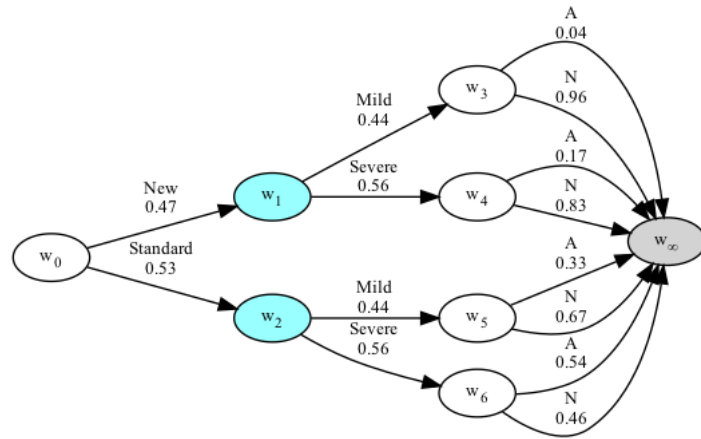 A
0.04
N
0.96
w3
Mild
0.44
A
0.17
Severe
0.56
w4
N
0.83
New
0.47
w1
w∞
w0
Standard
0.53
A
0.33
Mild
0.44
w2
w5
N
0.67
Severe
0.56
A
0.54
w6
N
0.46